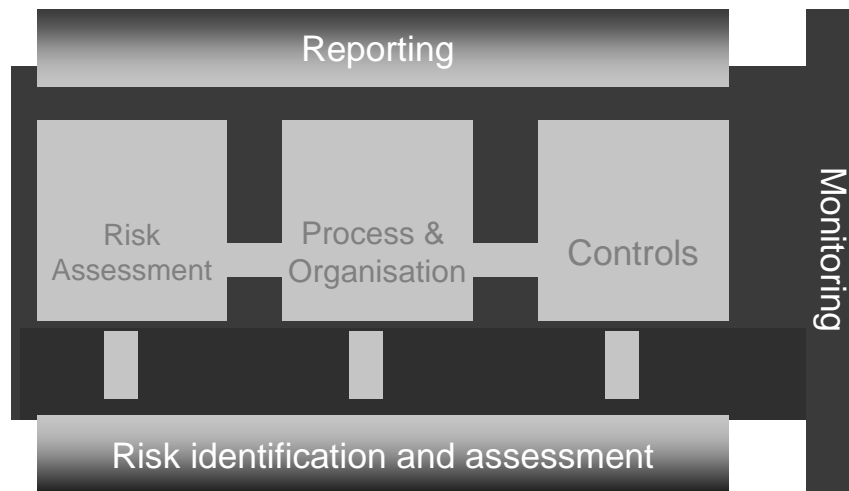 Reporting
Risk
Assessment
Process &
Organisation
Controls
Monitoring
Risk identification and assessment